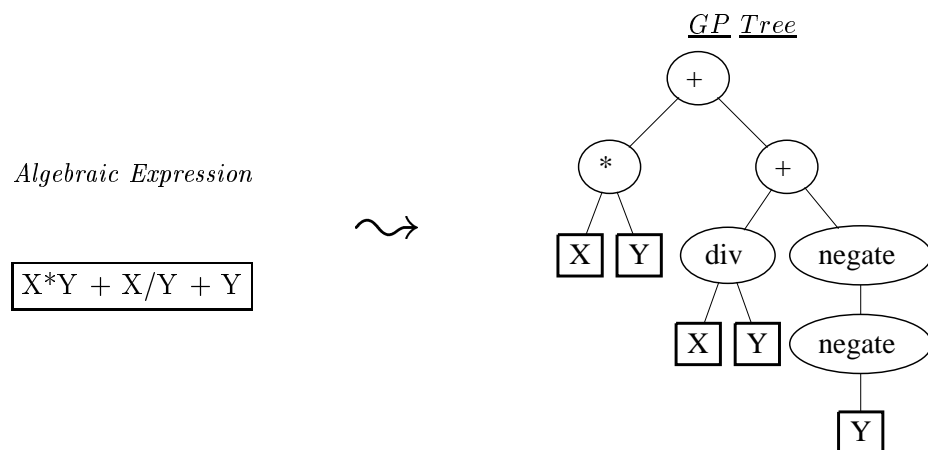 GP Tree
+
Algebraic Expression
* +
X Y div negate
X*Y + X/Y + Y
X Y negate
Y